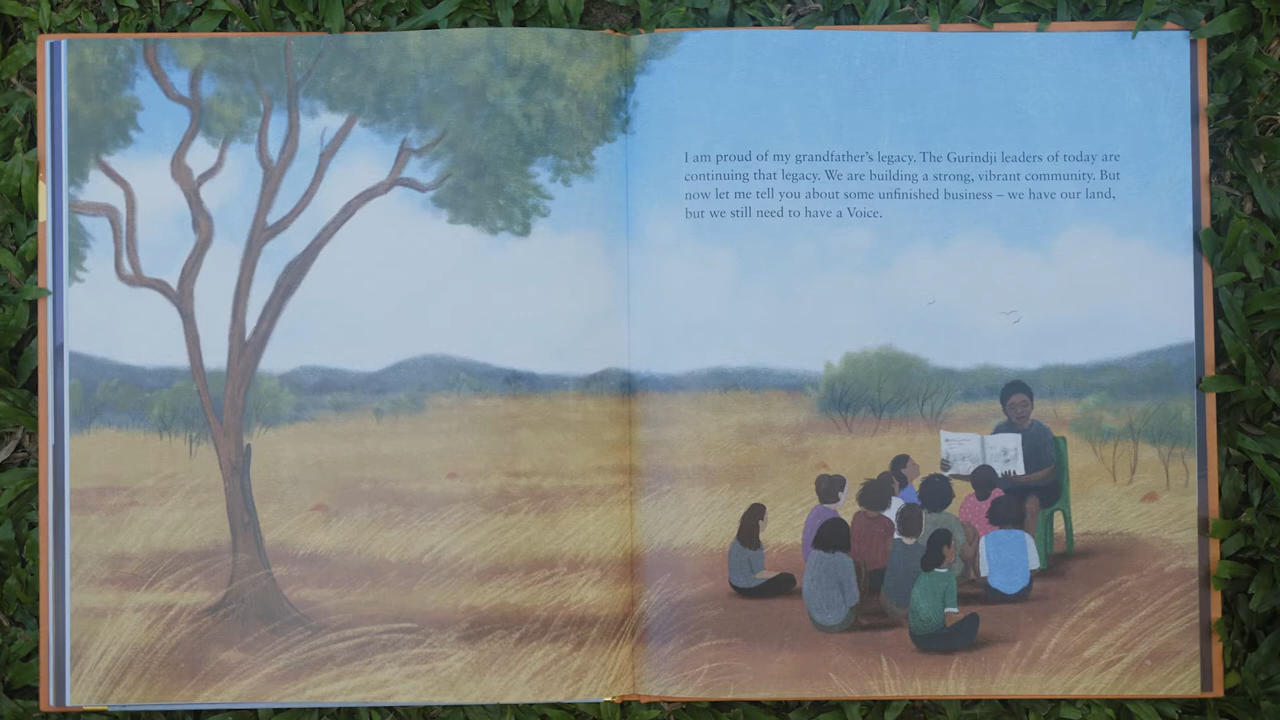 I am proud of my grandfather's legacy. The Gurindji leaders of today are
continuing that legacy. We are building a strong, vibrant community. But
now let me tell you about some unfinished business – we have our land,
but we still need to have a Voice.